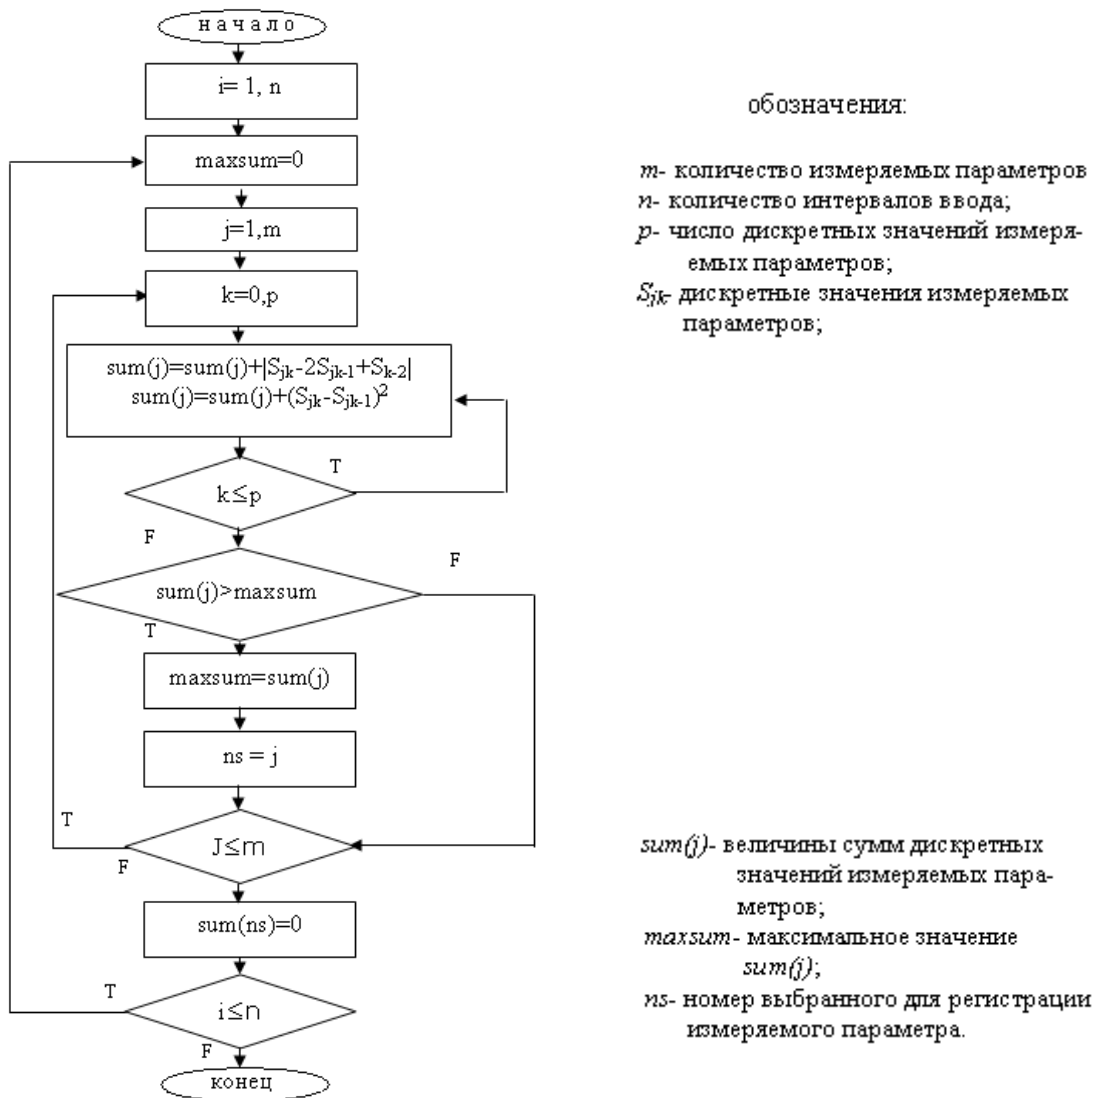 начало
i= 1, n
maxsum=0
j=1,m
k=0,p
sum(j)=sum(j)+|Sjk-2Sjk-1+Sk-2|
sum(j)=sum(j)+(Sjk-Sjk-1)2
T
k≤p
F
F
sum(j)>maxsum
T
maxsum=sum(j)
ns = j
T
J≤m
F
sum(ns)=0
T
i≤n
F
конец
обозначения:
m- количество измеряемых параметров
n- количество интервалов ввода;
p- число дискретных значений измеря-
емых параметров;
Sjk- дискретные значения измеряемых
параметров;
sum(j)- величины сумм дискретных
значений измеряемых пара-
метров;
maxsum- максимальное значение
sum(j);
ns- номер выбранного для регистрации
измеряемого параметра.